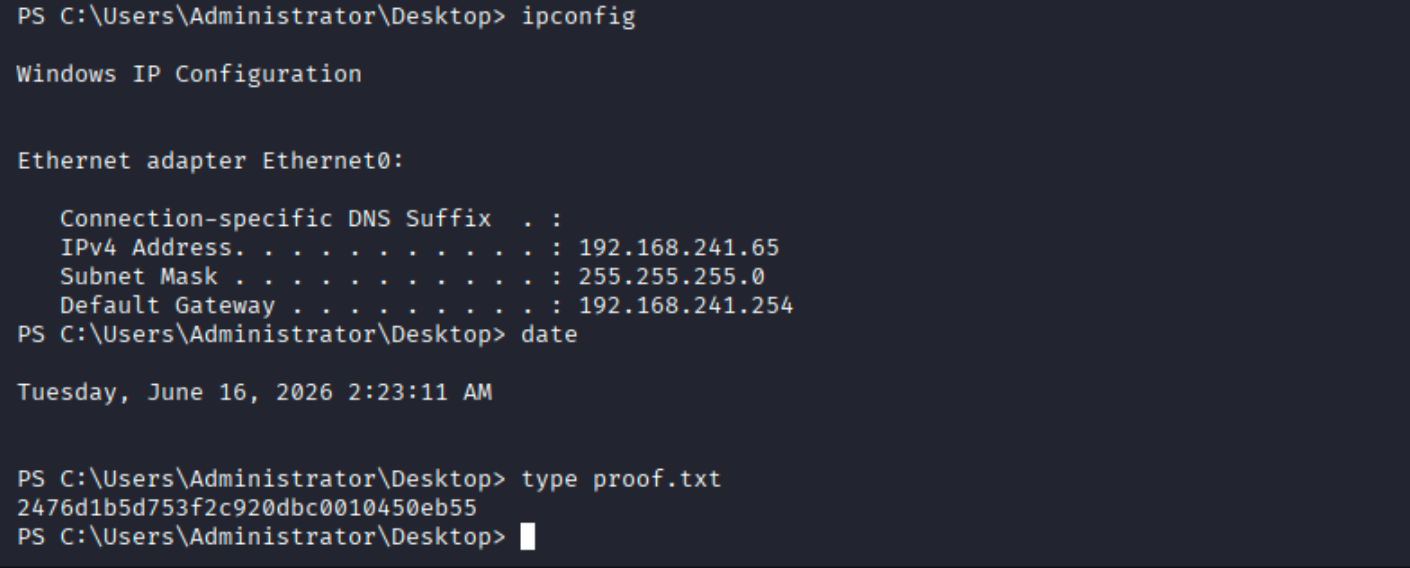 PS C:\Users\Administrator\Desktop> ipconfig
Windows IP Configuration
Ethernet adapter Ethernet0:
   Connection-specific DNS Suffix  . :
   IPv4 Address. . . . . . . . . . . : 192.168.241.65
   Subnet Mask . . . . . . . . . . . : 255.255.255.0
   Default Gateway . . . . . . . . . : 192.168.241.254
PS C:\Users\Administrator\Desktop> date
Tuesday, June 16, 2026 2:23:11 AM
PS C:\Users\Administrator\Desktop> type proof.txt
2476d1b5d753f2c920dbc0010450eb55
PS C:\Users\Administrator\Desktop>